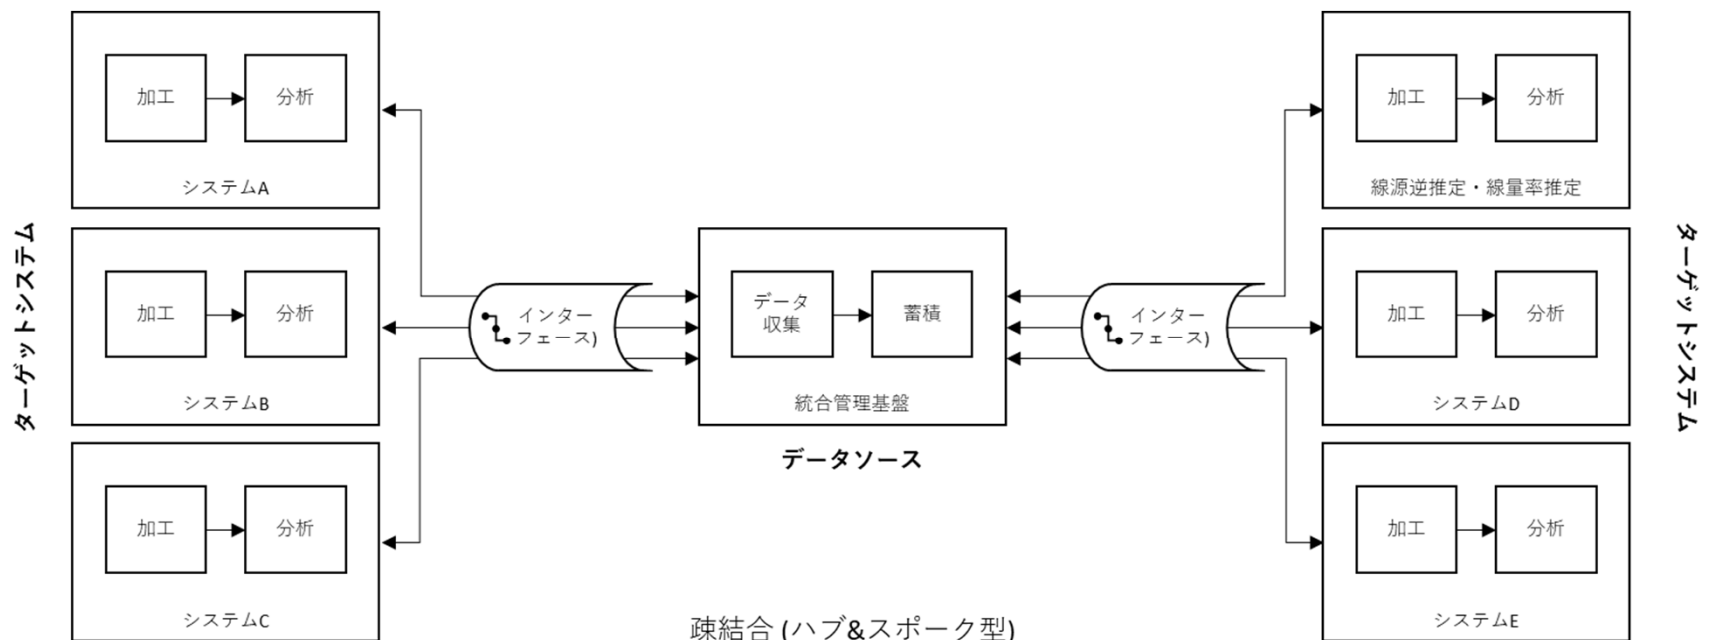 ターゲットシステム
加工
分析
システムA
加工
分析
システムB
加工
分析
システムC
インター
フェース)
データ
収集
蓄積
統合管理基盤
データソース
インター
フェース)
加工
分析
線源逆推定・線量率推定
加工
分析
システムD
加工
分析
システムE
ターゲットシステム
疎結合 (ハブ&スポーク型)